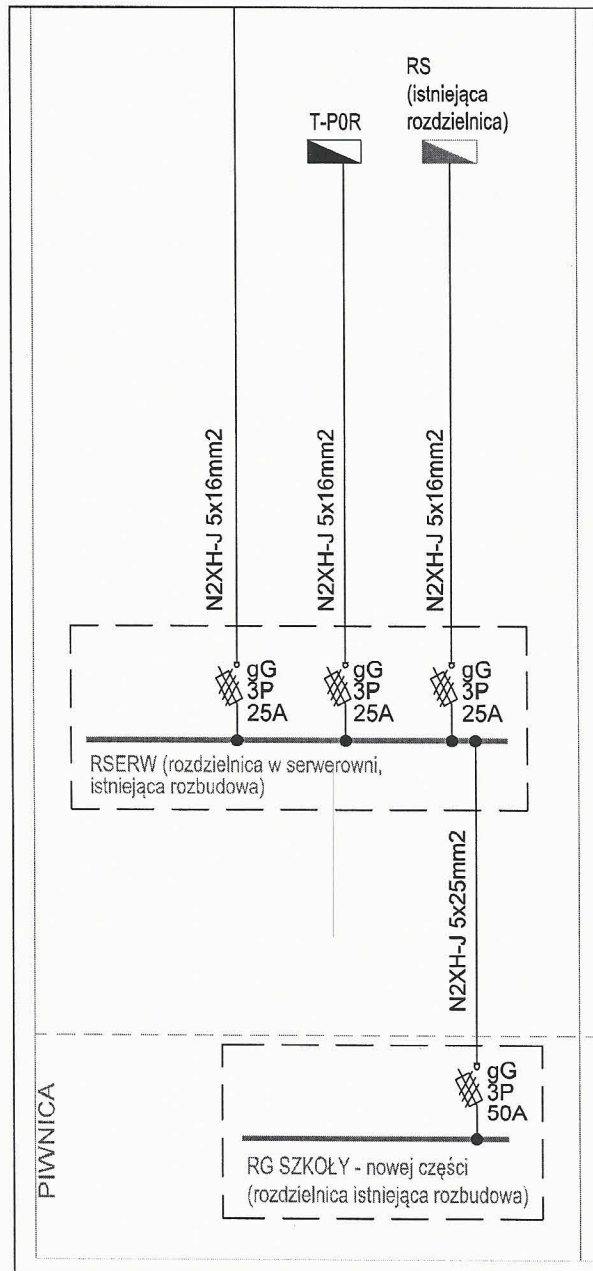 RS
(istniejąca
rozdzielnica)
T-P0R
N2XH-J 5x16mm2
N2XH-J 5x16mm2
N2XH-J 5x16mm2
gG
3P
25A
gG
3P
25A
gG
3P
25A
RSERW (rozdzielnica w serwerowni,
istniejąca rozbudowa)
N2XH-J 5x25mm2
PIWNICA
gG
3P
50A
RG SZKOŁY - nowej części
(rozdzielnica istniejąca rozbudowa)